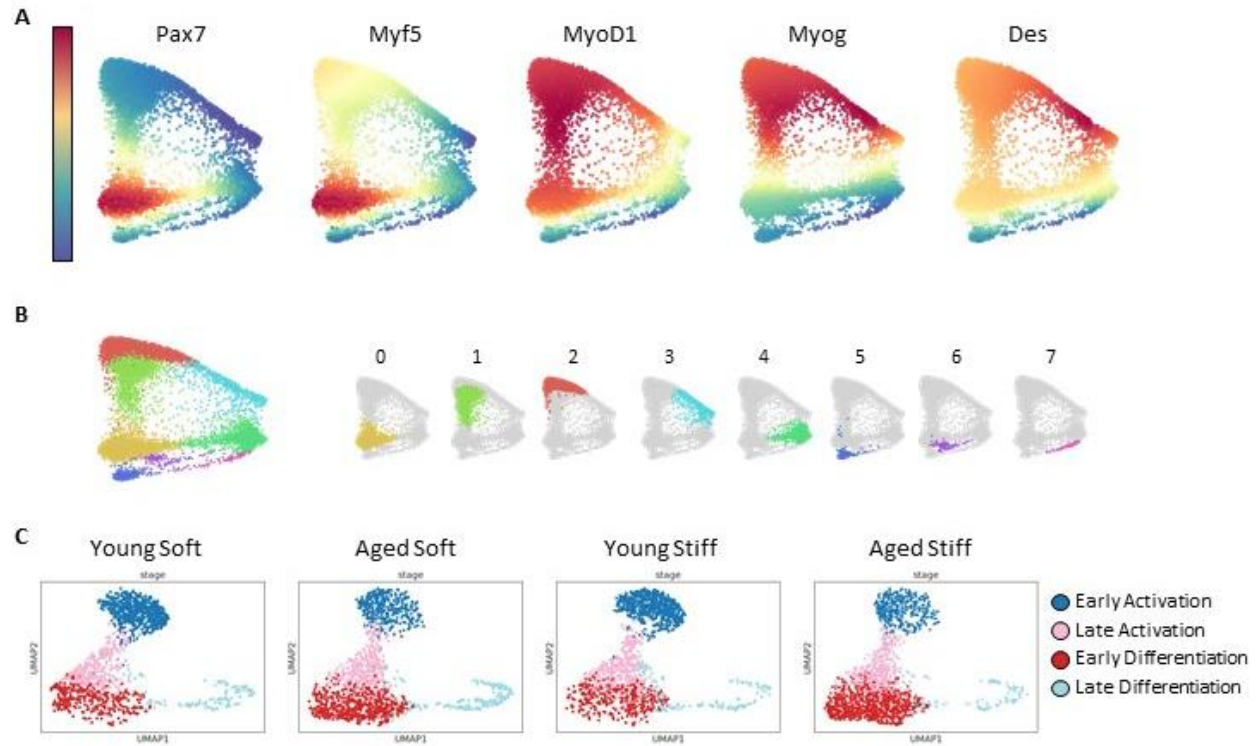 A
Pax7 Myf5 MyoD1 Myog Des
B
0 1 2 3 4 5 6 7
C
Young Soft Aged Soft Young Stiff Aged Stiff
stage stage stage stage
UMAP2 UMAP2 UMAP2 UMAP2
UMAP1 UMAP1 UMAP1 UMAP1
Early Activation
Late Activation
Early Differentiation
Late Differentiation